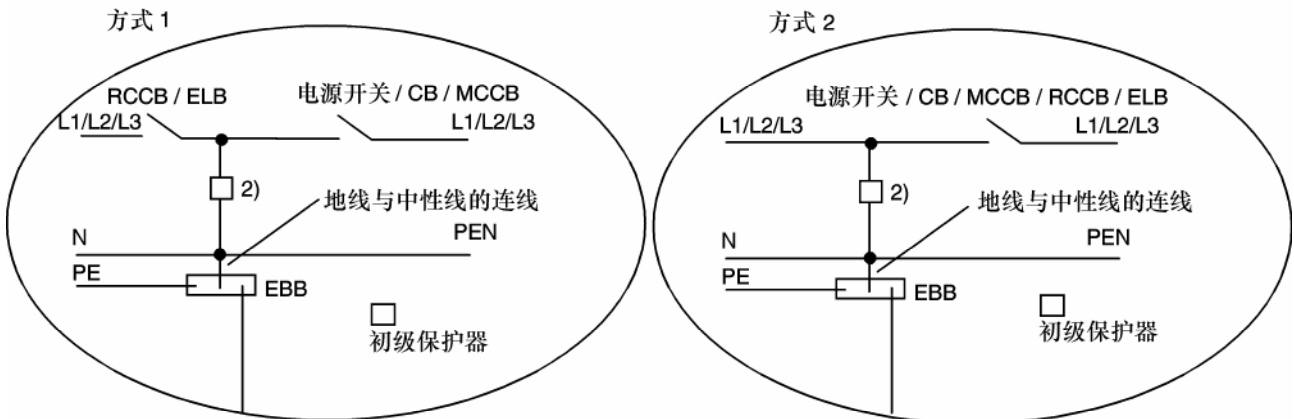 方式 1
RCCB / ELB
电源开关 / CB / MCCB
L1/L2/L3
L1/L2/L3
2)
地线与中性线的连线
N
PEN
PE
EBB
初级保护器
方式 2
电源开关 / CB / MCCB / RCCB / ELB
L1/L2/L3
L1/L2/L3
2)
地线与中性线的连线
N
PEN
PE
EBB
初级保护器